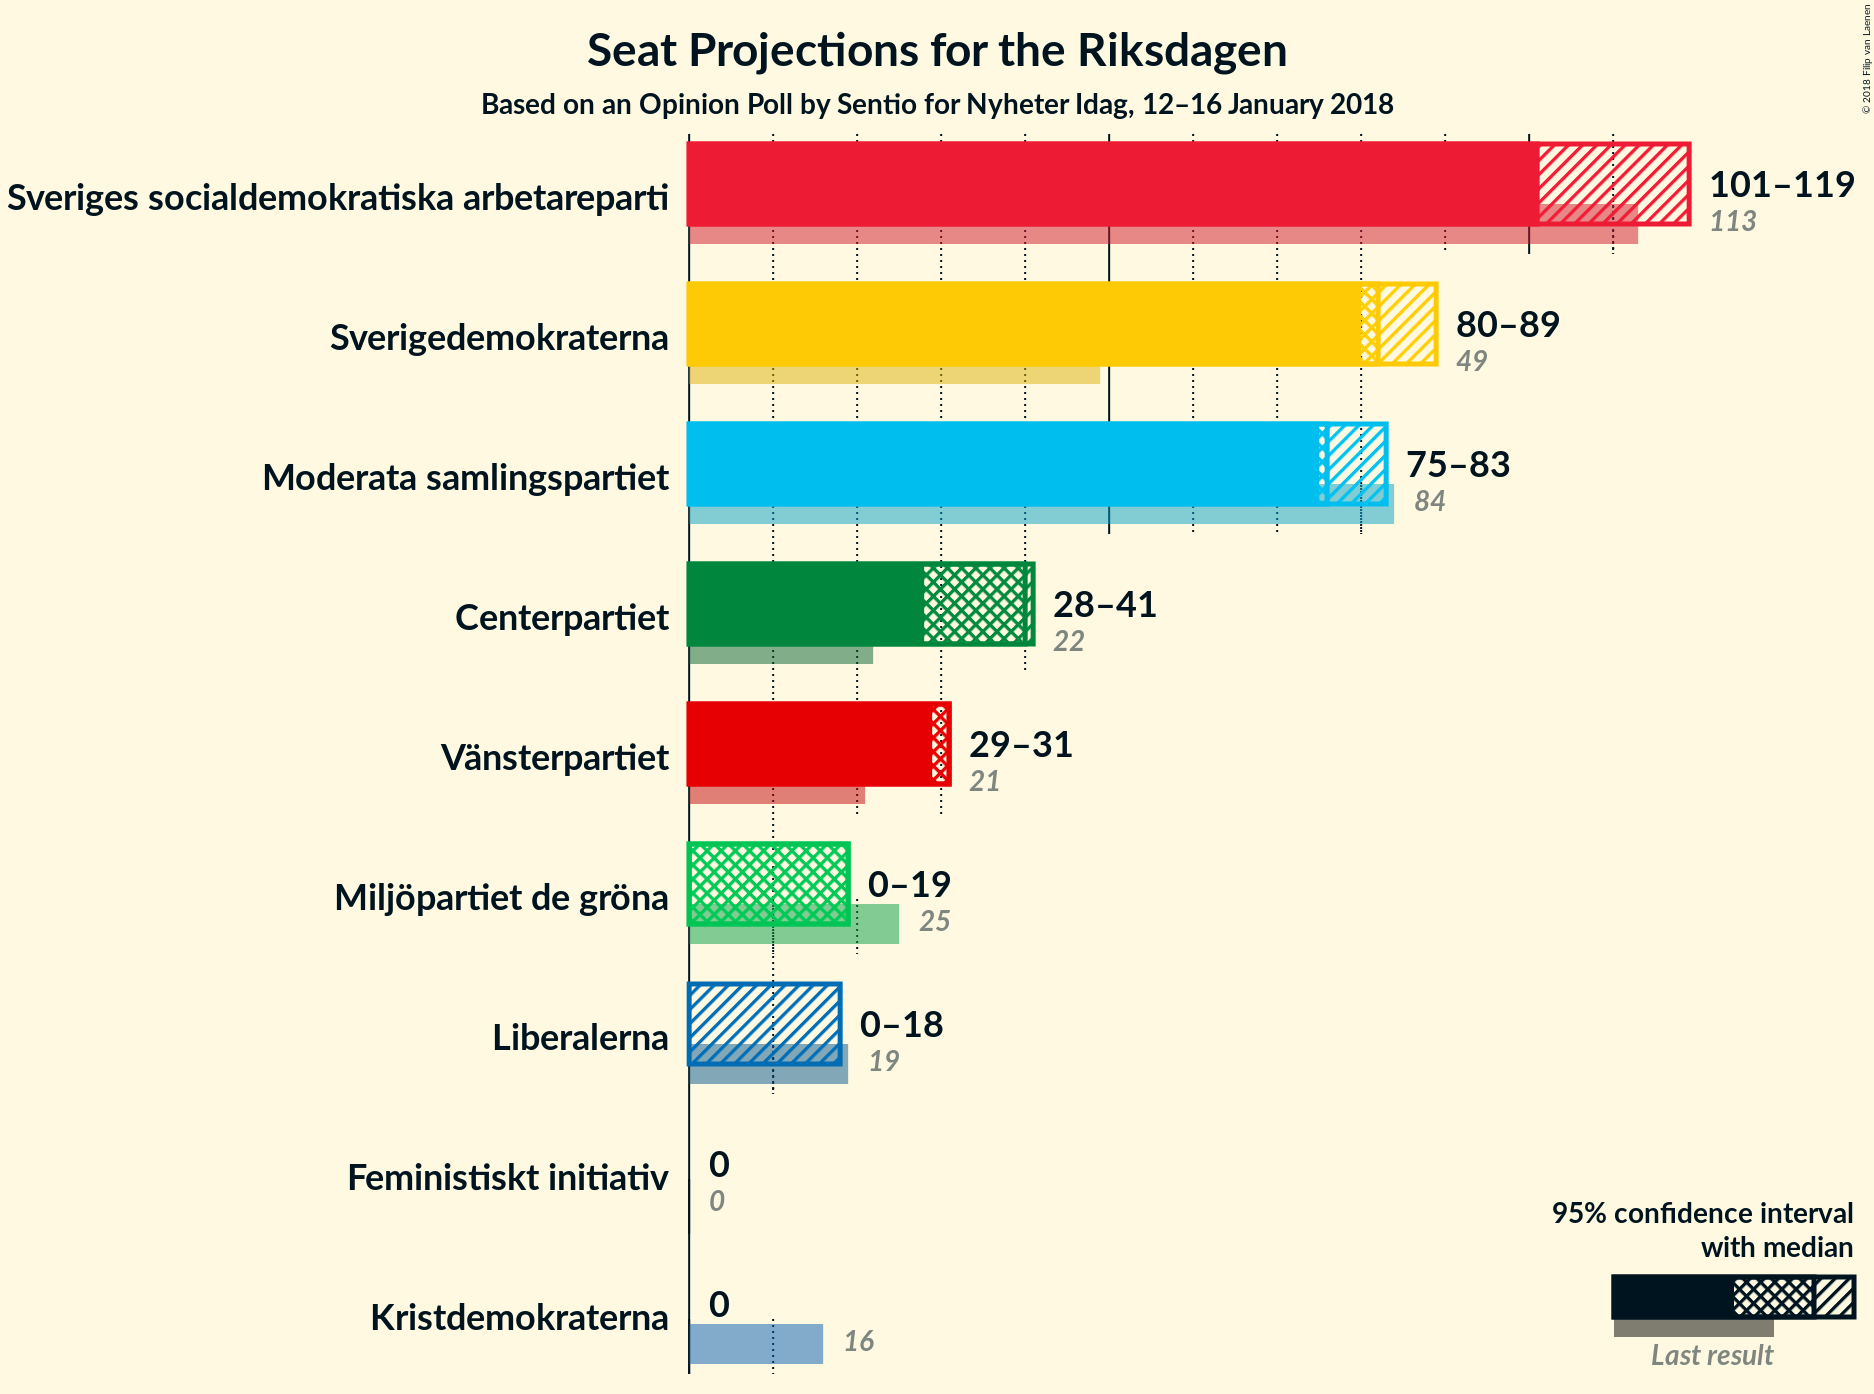 © 2018 Filip van Laenen
Seat Projections for the Riksdagen
Based on an Opinion Poll by Sentio for Nyheter Idag, 12–16 January 2018
Sveriges socialdemokratiska arbetareparti
101–119
113
Sverigedemokraterna
80–89
49
Moderata samlingspartiet
75–83
84
Centerpartiet
28–41
22
Vänsterpartiet
29–31
21
Miljöpartiet de gröna
0–19
25
Liberalerna
0–18
19
Feministiskt initiativ
0
0
Kristdemokraterna
0
16
95% confidence interval
with median
Last result